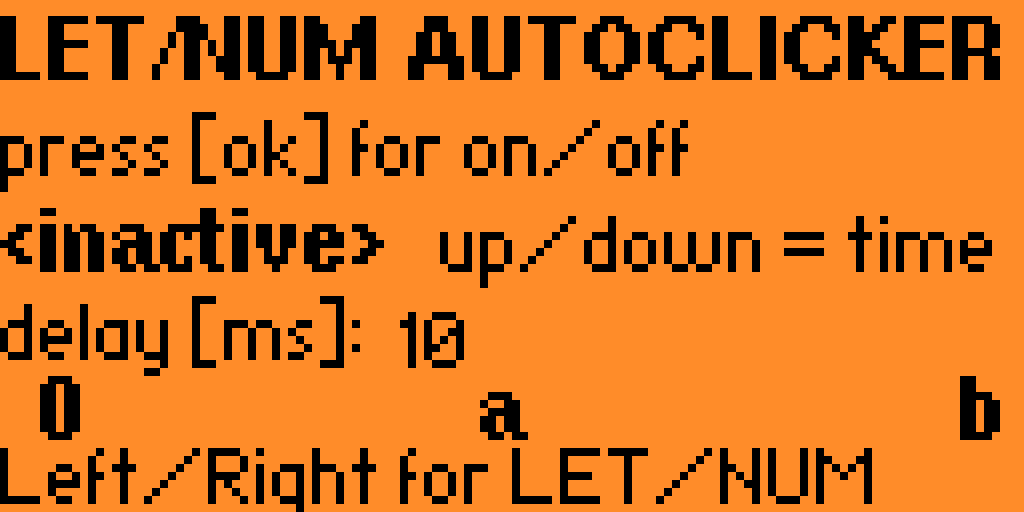 LET/NUM AUTOCLICKER
press [ok] for on/off
<inactive> up/down = time
delay [ms]: 10
0 a b
Left/Right for LET/NUM